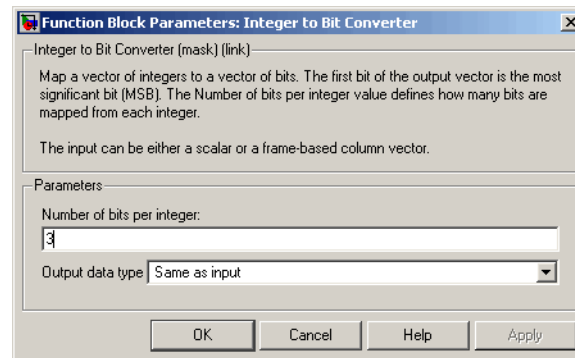 Function Block Parameters: Integer to Bit Converter
Integer to Bit Converter (mask) (link)
Map a vector of integers to a vector of bits. The first bit of the output vector is the most
significant bit (MSB). The Number of bits per integer value defines how many bits are
mapped from each integer.
The input can be either a scalar or a frame-based column vector.
Parameters
Number of bits per integer:
3
Output data type Same as input
OK Cancel Help Apply